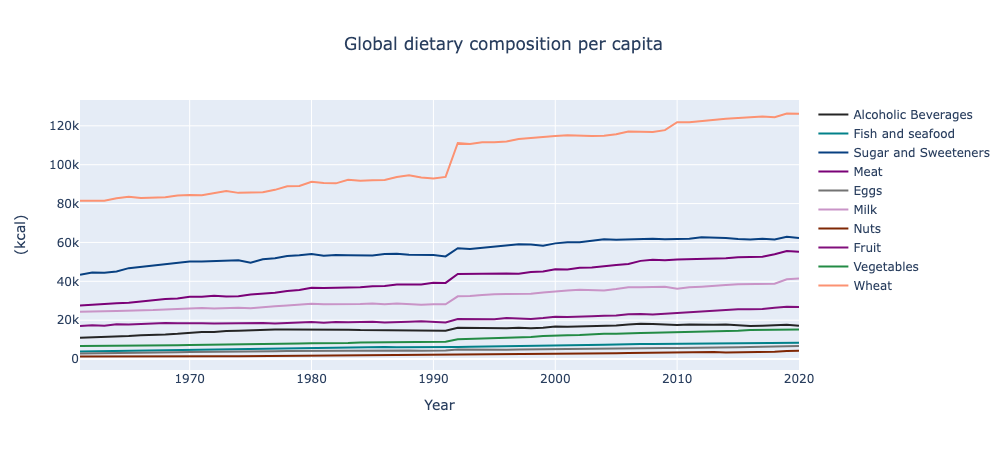 Global dietary composition per capita
120k
100k
80k
60k
40k
20k
0
(kcal)
1970
1980
1990
2000
2010
2020
Year
Alcoholic Beverages
Fish and seafood
Sugar and Sweeteners
Meat
Eggs
Milk
Nuts
Fruit
Vegetables
Wheat